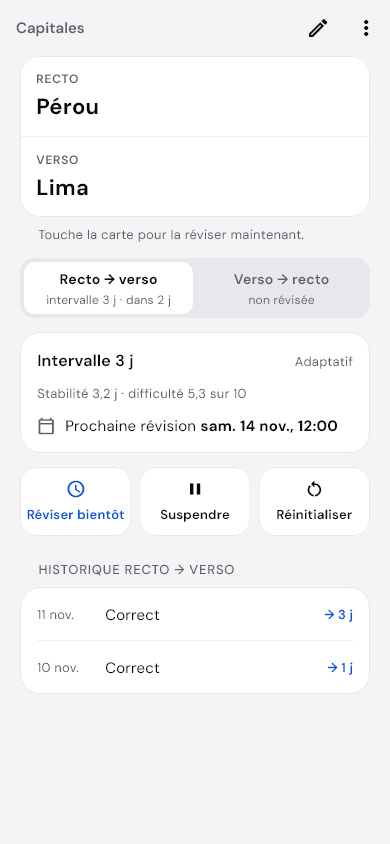 Capitales
RECTO
Pérou
VERSO
Lima
Touche la carte pour la réviser maintenant.
Recto → verso
intervalle 3 j · dans 2 j
Verso → recto
non révisée
Intervalle 3 j
Adaptatif
Stabilité 3,2 j · difficulté 5,3 sur 10
Prochaine révision sam. 14 nov., 12:00
Réviser bientôt
Suspendre
Réinitialiser
HISTORIQUE RECTO → VERSO
11 nov. Correct → 3 j
10 nov. Correct → 1 j